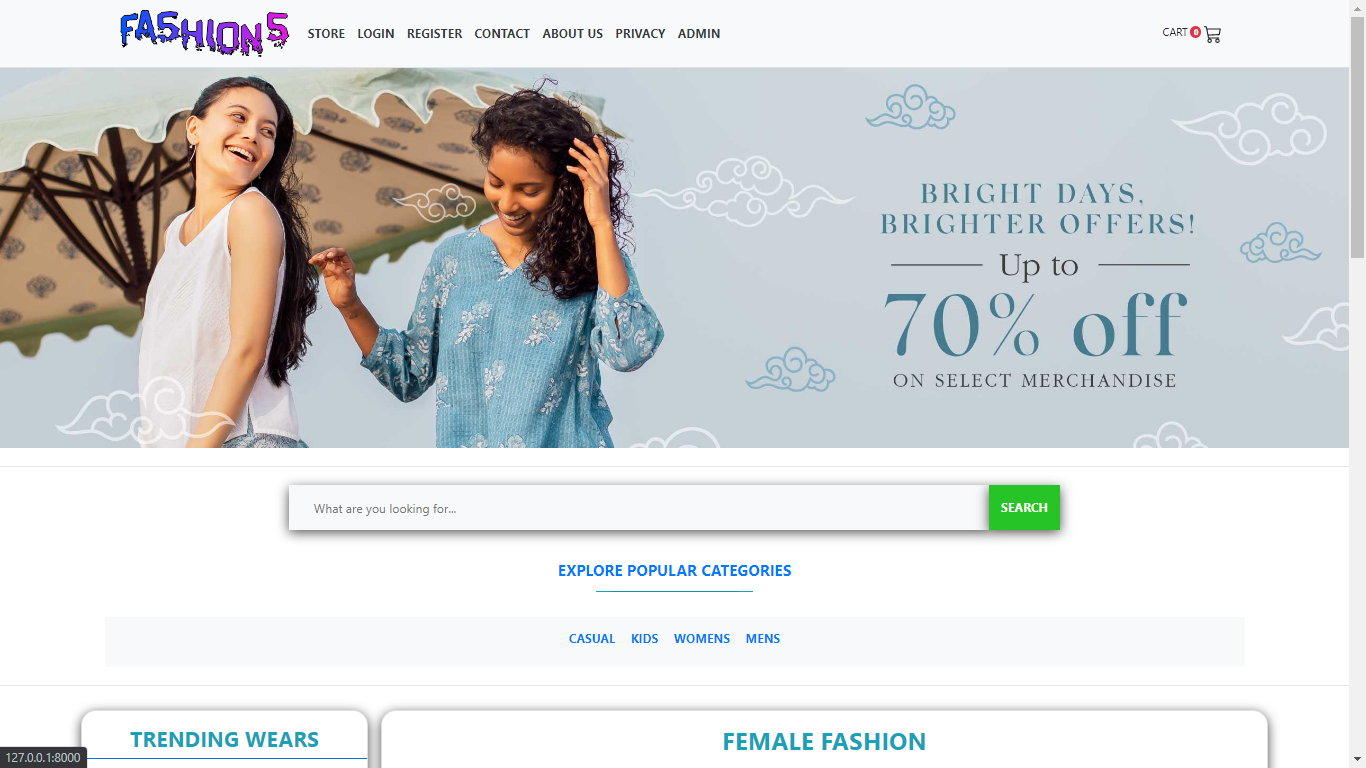 FASHIONS
STORE LOGIN REGISTER CONTACT ABOUT US PRIVACY ADMIN
CART 0
BRIGHT DAYS,
BRIGHTER OFFERS!
Up to
70% off
ON SELECT MERCHANDISE
What are you looking for...
SEARCH
EXPLORE POPULAR CATEGORIES
CASUAL KIDS WOMENS MENS
TRENDING WEARS
FEMALE FASHION
127.0.0.1:8000